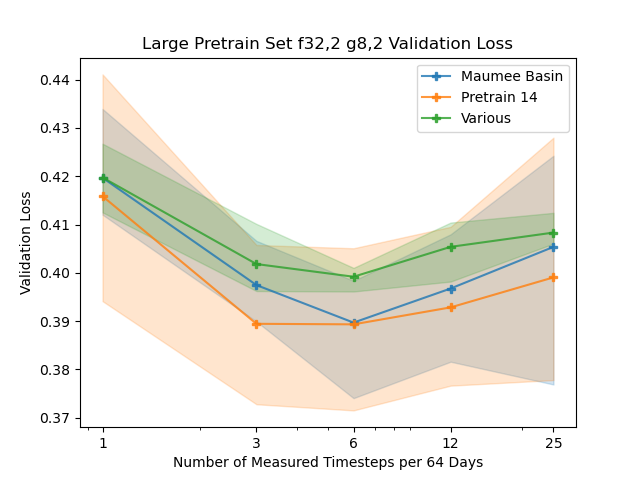 Large Pretrain Set f32,2 g8,2 Validation Loss
Maumee Basin
Pretrain 14
Various
0.44
0.43
0.42
0.41
0.40
0.39
0.38
0.37
Validation Loss
1
3
6
12
25
Number of Measured Timesteps per 64 Days